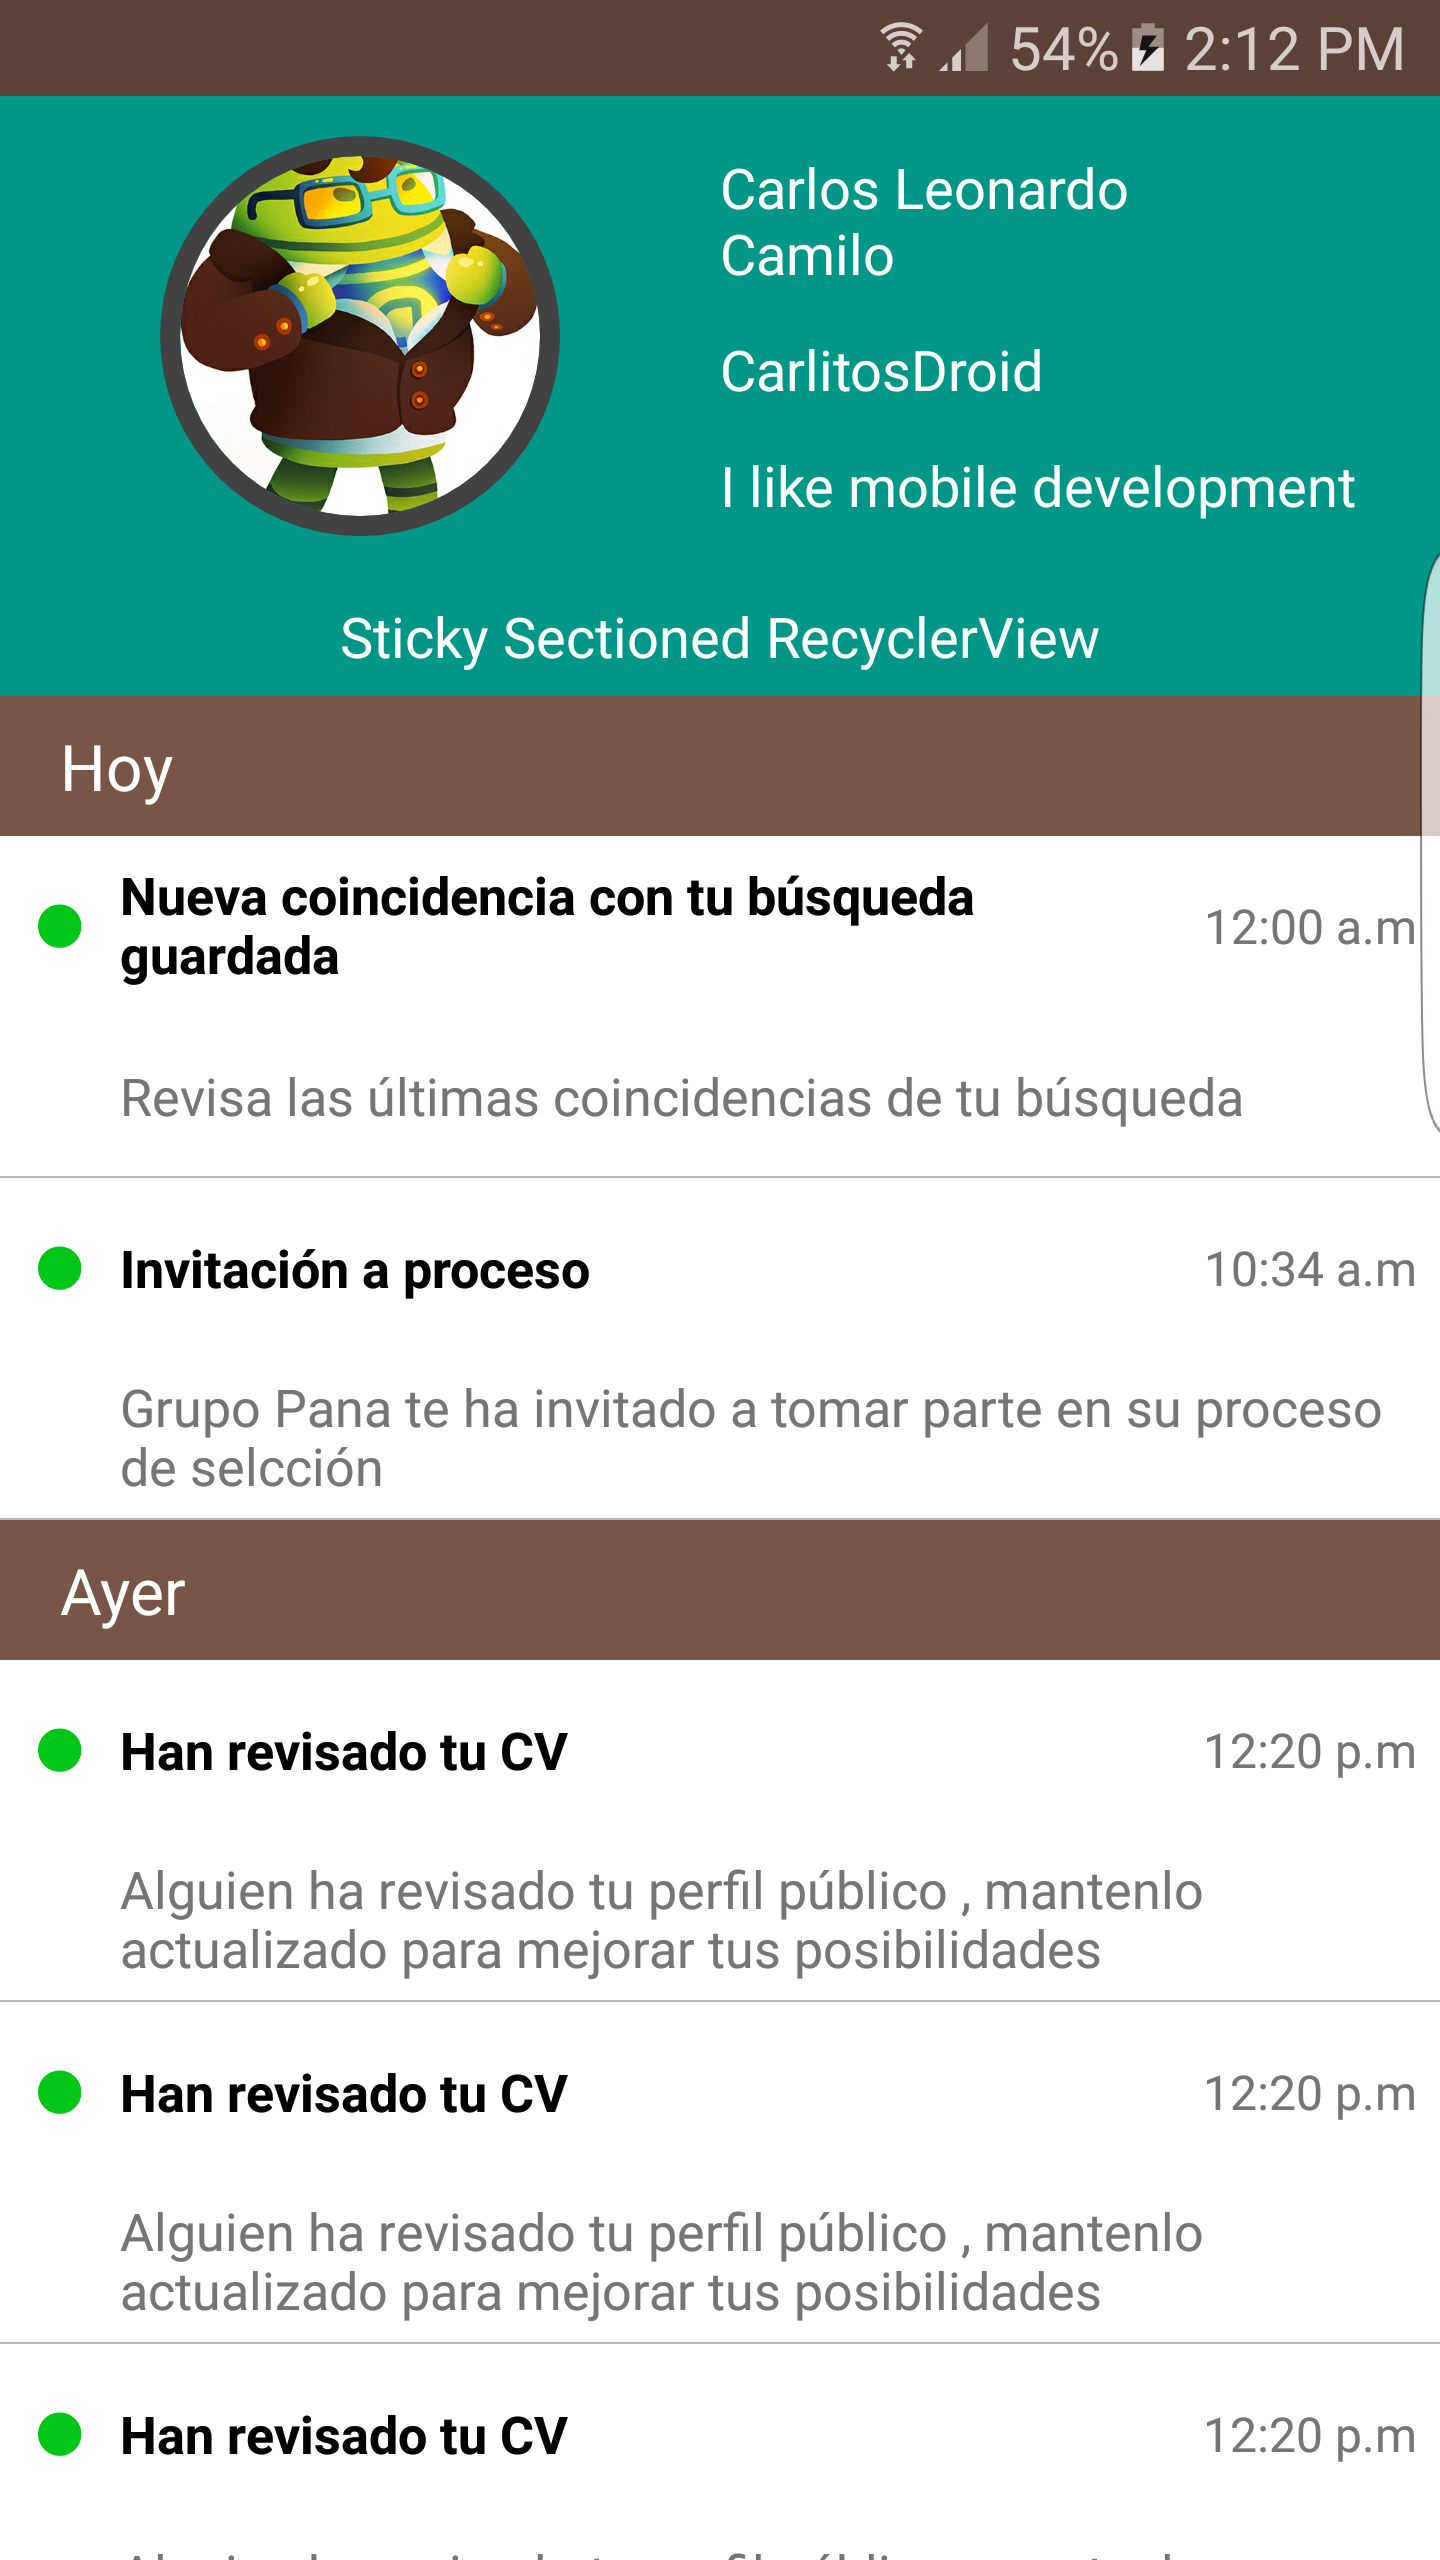 54% 2:12 PM
Carlos Leonardo
Camilo
CarlitosDroid
I like mobile development
Sticky Sectioned RecyclerView
Hoy
Nueva coincidencia con tu búsqueda
guardada
12:00 a.m
Revisa las últimas coincidencias de tu búsqueda
Invitación a proceso
10:34 a.m
Grupo Pana te ha invitado a tomar parte en su proceso
de selcción
Ayer
Han revisado tu CV
12:20 p.m
Alguien ha revisado tu perfil público , mantenlo
actualizado para mejorar tus posibilidades
Han revisado tu CV
12:20 p.m
Alguien ha revisado tu perfil público , mantenlo
actualizado para mejorar tus posibilidades
Han revisado tu CV
12:20 p.m